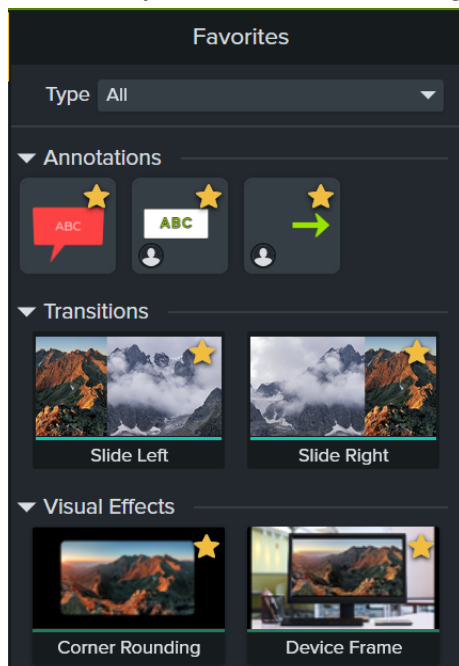 Favorites
Type All
Annotations
ABC
ABC
Transitions
Slide Left
Slide Right
Visual Effects
Corner Rounding
Device Frame